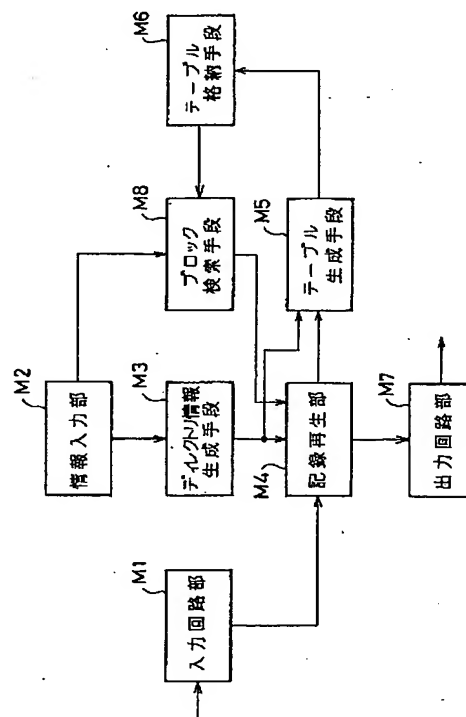 M1
入力回路部
M2
情報入力部
M3
ディレクトリ情報
生成手段
M4
記録再生部
M8
ブロック
検索手段
M6
テーブル
格納手段
M5
テーブル
生成手段
M7
出力回路部